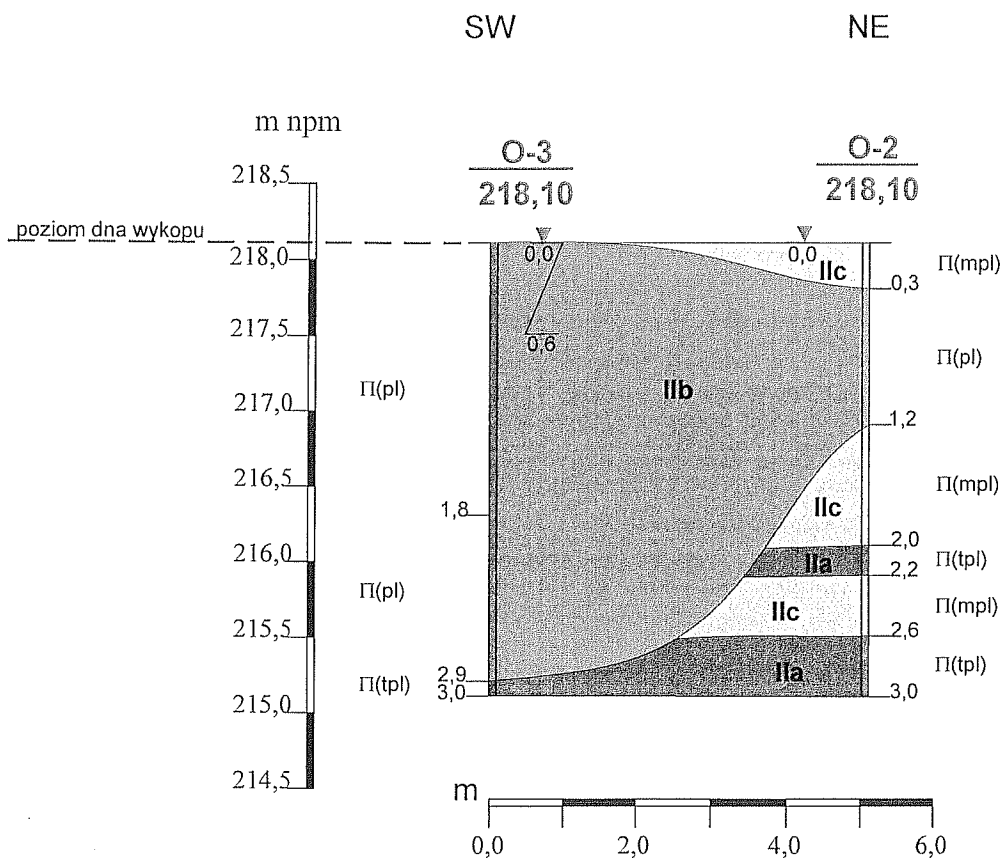 SW NE
m npm
O-3 O-2
218,10 218,10
218,5
poziom dna wykopu
218,0
217,5
217,0
216,5
216,0
215,5
215,0
214,5
0,0 0,0
0,6
IIc
IIb
IIc
IIa
IIc
IIa
Π(pl)
Π(pl)
Π(tpl)
1,8
2,9
3,0
0,3
1,2
2,0
2,2
2,6
3,0
Π(mpl)
Π(pl)
Π(mpl)
Π(tpl)
Π(mpl)
Π(tpl)
m
0,0 2,0 4,0 6,0